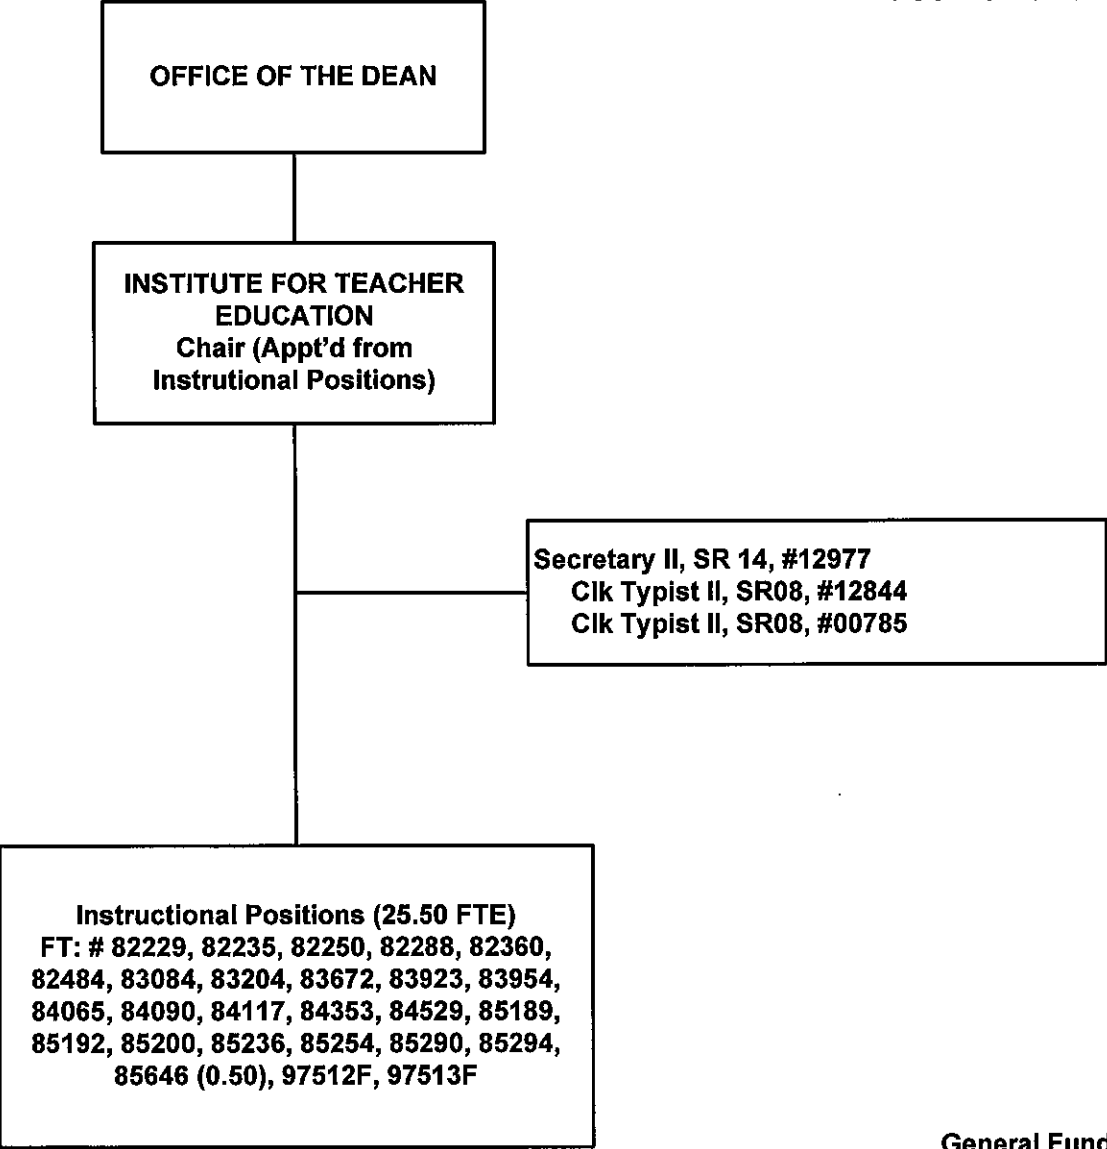 OFFICE OF THE DEAN
INSTITUTE FOR TEACHER
EDUCATION
Chair (Appt'd from
Instrutional Positions)
Secretary II, SR 14, #12977
Clk Typist II, SR08, #12844
Clk Typist II, SR08, #00785
Instructional Positions (25.50 FTE)
FT: # 82229, 82235, 82250, 82288, 82360,
82484, 83084, 83204, 83672, 83923, 83954,
84065, 84090, 84117, 84353, 84529, 85189,
85192, 85200, 85236, 85254, 85290, 85294,
85646 (0.50), 97512F, 97513F
General Fund